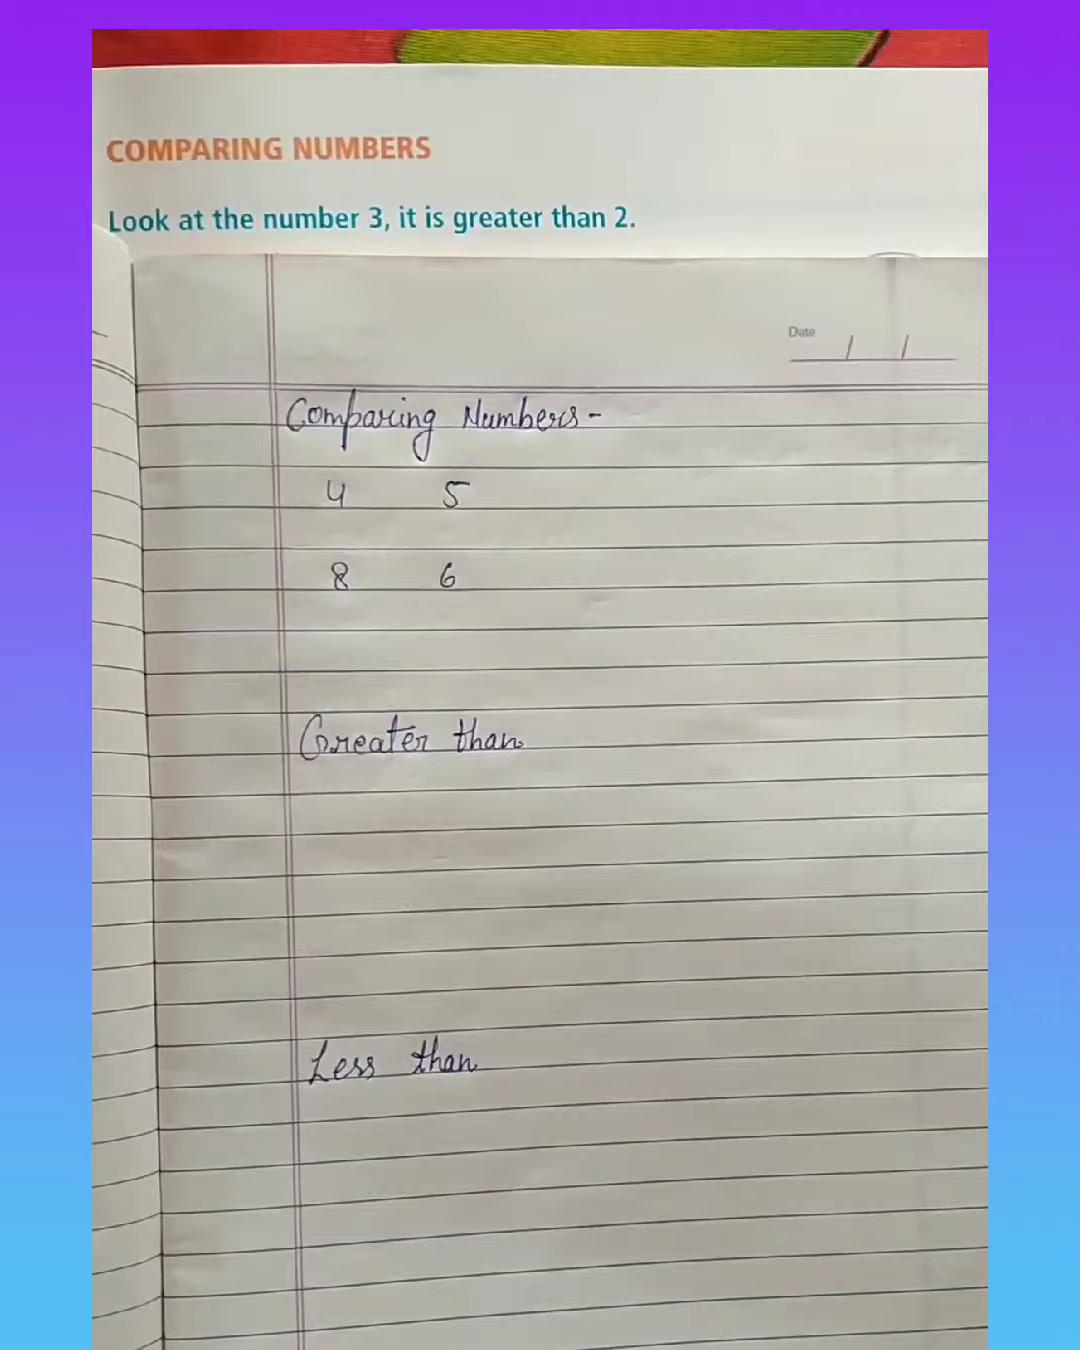 COMPARING NUMBERS
Look at the number 3, it is greater than 2.
Date / /
Comparing Numbers-
4 5
8 6
Greater than
Less than